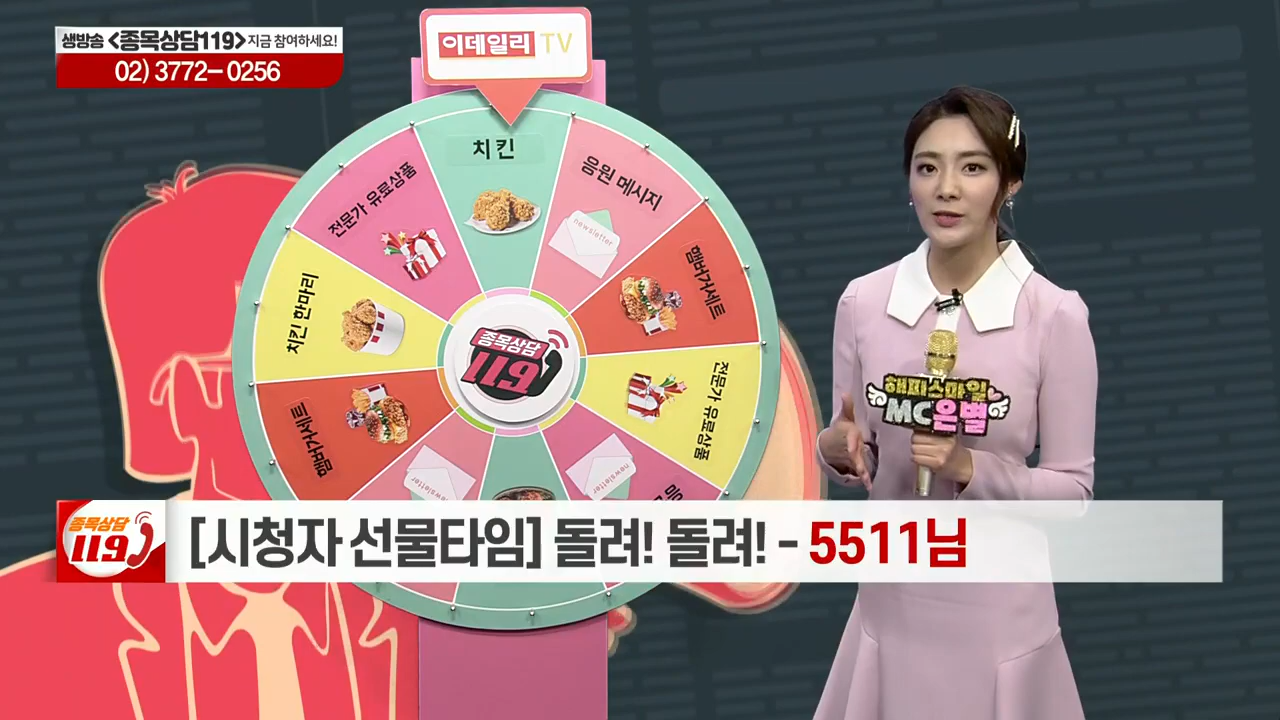 생방송 <종목상담119> 지금 참여하세요!
02) 3772-0256
이데일리 TV
치킨
응원 메시지
newsletter
햄버거세트
전문가 유료상품
newsletter
newsletter
햄버거세트
치킨 한마리
전문가 유료상품
종목상담
119
해피스마일
MC은별
종목상담
119
[시청자 선물타임] 돌려! 돌려! - 5511님